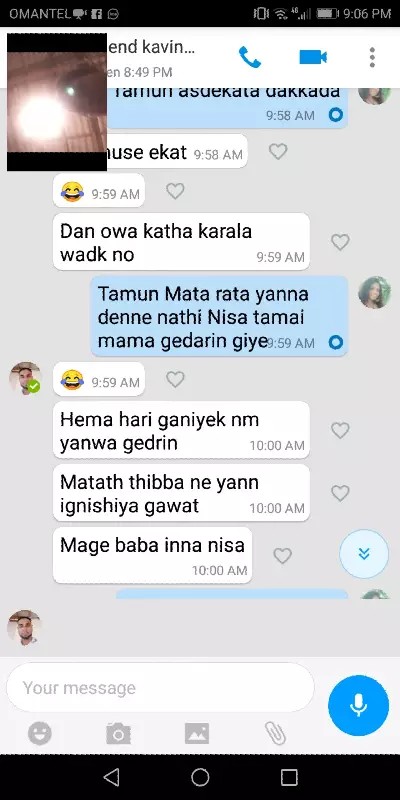 OMANTEL 9:06 PM
end kavin...
en 8:49 PM
Tamun asdekata dakkada
9:58 AM
use ekat 9:58 AM
😂 9:59 AM
Dan owa katha karala
wadk no
9:59 AM
Tamun Mata rata yanna
denne nathi Nisa tamai
mama gedarin giye 9:59 AM
😂 9:59 AM
Hema hari ganiyek nm
yanwa gedrin
10:00 AM
Matath thibba ne yann
ignishiya gawat
10:00 AM
Mage baba inna nisa
10:00 AM
Your message